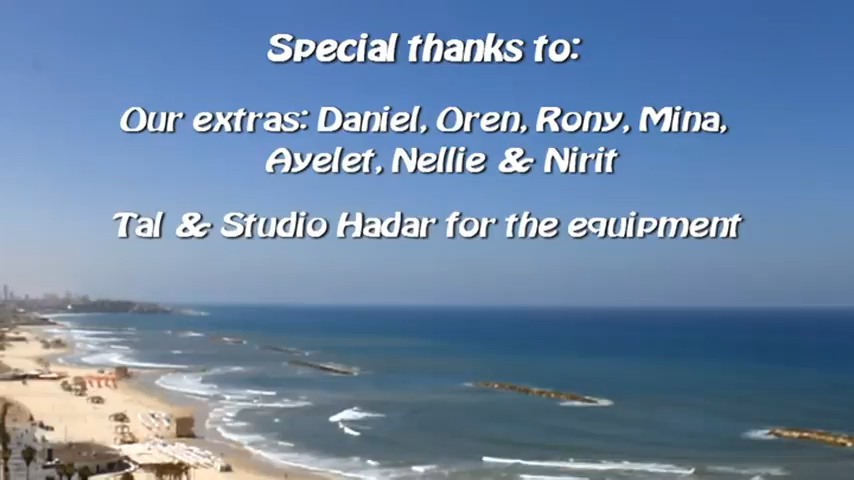 Special thanks to:
Our extras: Daniel, Oren, Rony, Mina,
Ayelet, Nellie & Nirit
Tal & Studio Hadar for the equipment